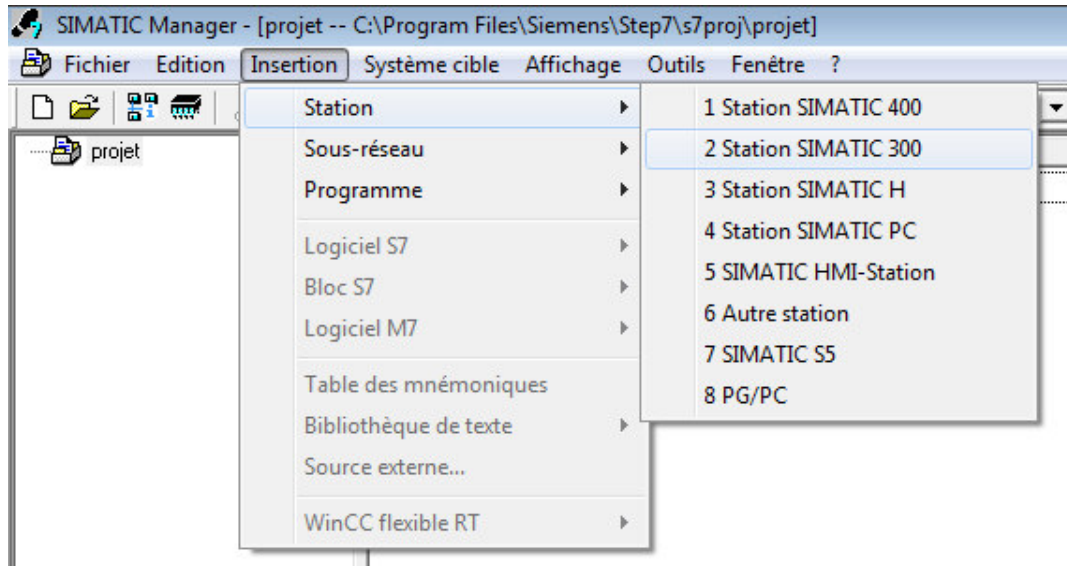 SIMATIC Manager - [projet -- C:\Program Files\Siemens\Step7\s7proj\projet]
Fichier Edition Insertion Système cible Affichage Outils Fenêtre ?
projet
Station
Sous-réseau
Programme
Logiciel S7
Bloc S7
Logiciel M7
Table des mnémoniques
Bibliothèque de texte
Source externe...
WinCC flexible RT
1 Station SIMATIC 400
2 Station SIMATIC 300
3 Station SIMATIC H
4 Station SIMATIC PC
5 SIMATIC HMI-Station
6 Autre station
7 SIMATIC S5
8 PG/PC